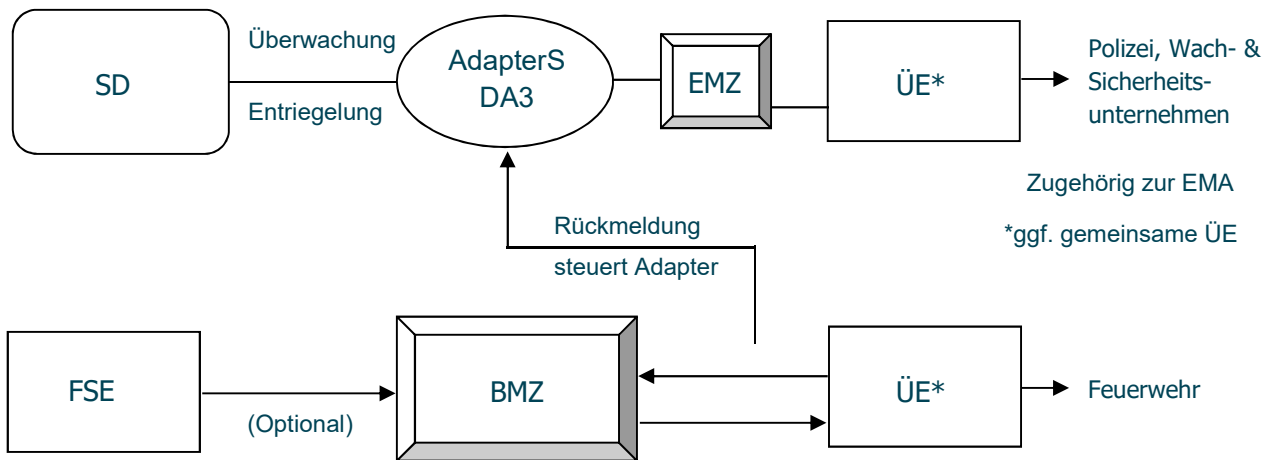 SD
Überwachung
Entriegelung
AdapterS
DA3
EMZ
ÜE*
Polizei, Wach- &
Sicherheits-
unternehmen
Zugehörig zur EMA
*ggf. gemeinsame ÜE
Rückmeldung
steuert Adapter
FSE
(Optional)
BMZ
ÜE*
Feuerwehr